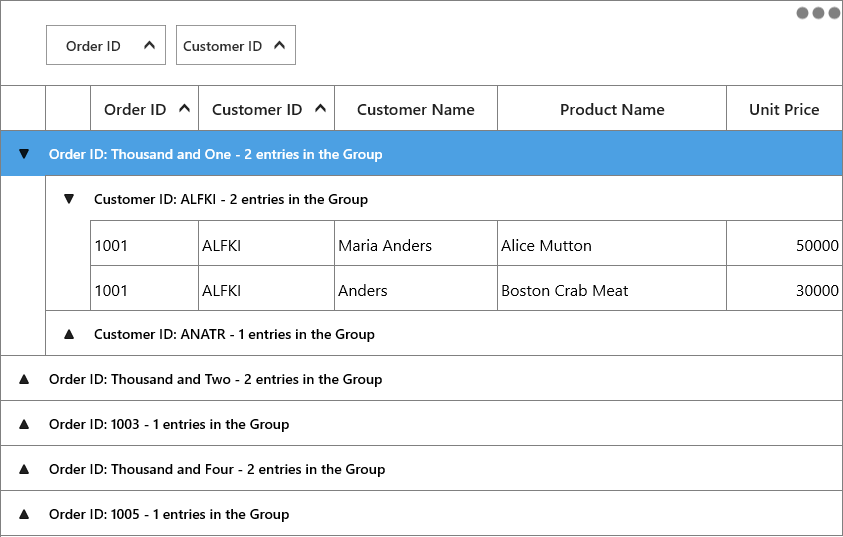 Order ID Customer ID
Order ID Customer ID Customer Name Product Name Unit Price
Order ID: Thousand and One - 2 entries in the Group
Customer ID: ALFKI - 2 entries in the Group
1001 ALFKI Maria Anders Alice Mutton 50000
1001 ALFKI Anders Boston Crab Meat 30000
Customer ID: ANATR - 1 entries in the Group
Order ID: Thousand and Two - 2 entries in the Group
Order ID: 1003 - 1 entries in the Group
Order ID: Thousand and Four - 2 entries in the Group
Order ID: 1005 - 1 entries in the Group